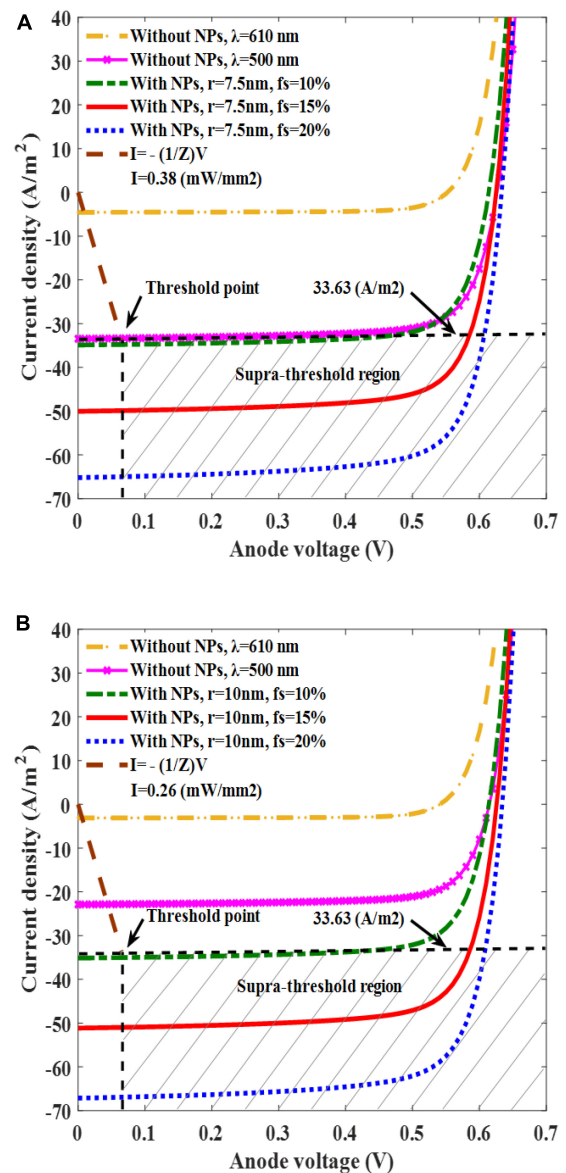 A
40
30
20
10
0
-10
-20
-30
-40
-50
-60
-70
Current density (A/m²)
Without NPs, λ=610 nm
Without NPs, λ=500 nm
With NPs, r=7.5nm, fs=10%
With NPs, r=7.5nm, fs=15%
With NPs, r=7.5nm, fs=20%
I= - (1/Z)V
I=0.38 (mW/mm2)
Threshold point
33.63 (A/m2)
Supra-threshold region
0 0.1 0.2 0.3 0.4 0.5 0.6 0.7
Anode voltage (V)
B
40
30
20
10
0
-10
-20
-30
-40
-50
-60
-70
Current density (A/m²)
Without NPs, λ=610 nm
Without NPs, λ=500 nm
With NPs, r=10nm, fs=10%
With NPs, r=10nm, fs=15%
With NPs, r=10nm, fs=20%
I= - (1/Z)V
I=0.26 (mW/mm2)
Threshold point
33.63 (A/m2)
Supra-threshold region
0 0.1 0.2 0.3 0.4 0.5 0.6 0.7
Anode voltage (V)